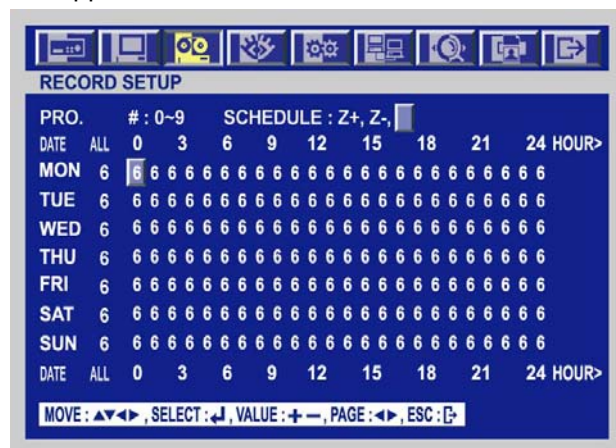 RECORD SETUP
PRO. # : 0~9 SCHEDULE : Z+, Z-,
DATE ALL 0 3 6 9 12 15 18 21 24 HOUR>
MON 6 6 6 6 6 6 6 6 6 6 6 6 6 6 6 6 6 6 6 6 6 6 6 6 6
TUE 6 6 6 6 6 6 6 6 6 6 6 6 6 6 6 6 6 6 6 6 6 6 6 6 6
WED 6 6 6 6 6 6 6 6 6 6 6 6 6 6 6 6 6 6 6 6 6 6 6 6 6
THU 6 6 6 6 6 6 6 6 6 6 6 6 6 6 6 6 6 6 6 6 6 6 6 6 6
FRI 6 6 6 6 6 6 6 6 6 6 6 6 6 6 6 6 6 6 6 6 6 6 6 6 6
SAT 6 6 6 6 6 6 6 6 6 6 6 6 6 6 6 6 6 6 6 6 6 6 6 6 6
SUN 6 6 6 6 6 6 6 6 6 6 6 6 6 6 6 6 6 6 6 6 6 6 6 6 6
DATE ALL 0 3 6 9 12 15 18 21 24 HOUR>
MOVE : ▲▼◄► , SELECT : ↵ , VALUE : + − , PAGE : ◄► , ESC :